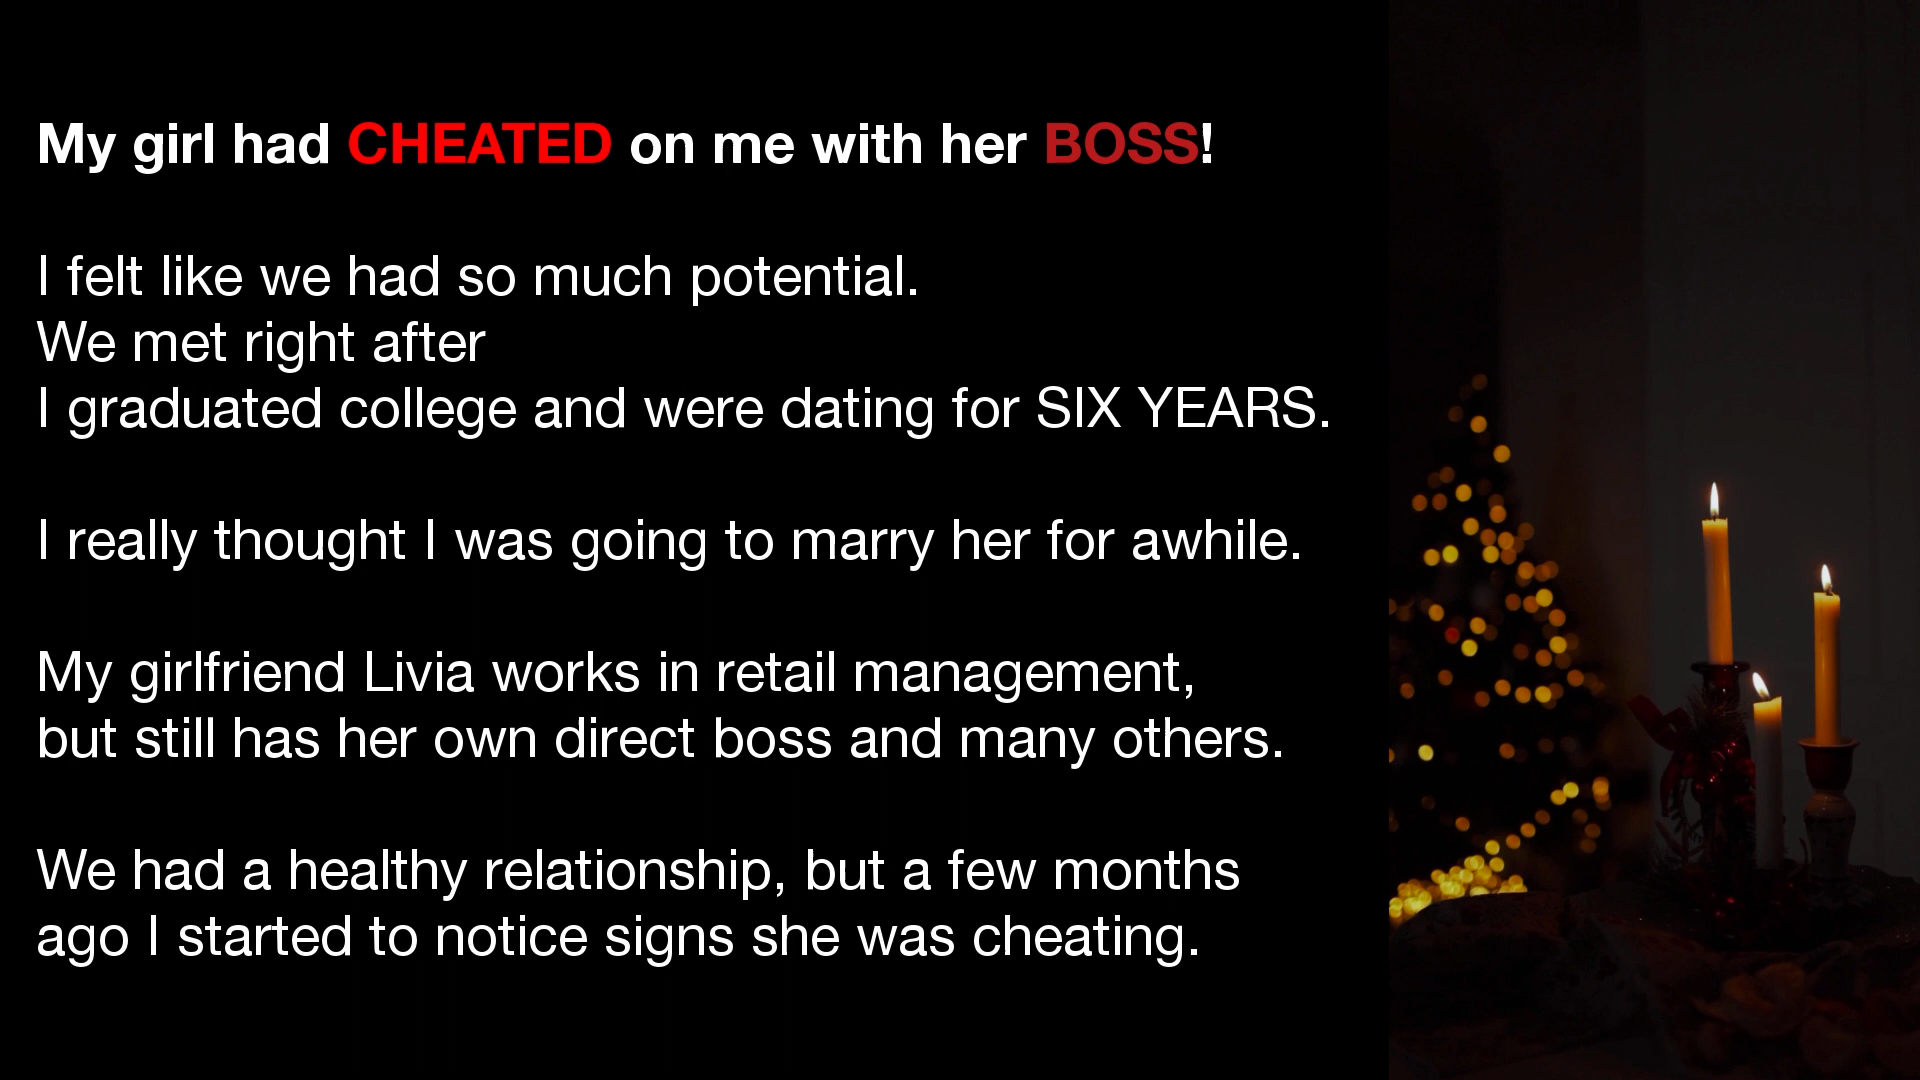 My girl had CHEATED on me with her BOSS!
I felt like we had so much potential.
We met right after
I graduated college and were dating for SIX YEARS.
I really thought I was going to marry her for awhile.
My girlfriend Livia works in retail management,
but still has her own direct boss and many others.
We had a healthy relationship, but a few months
ago I started to notice signs she was cheating.